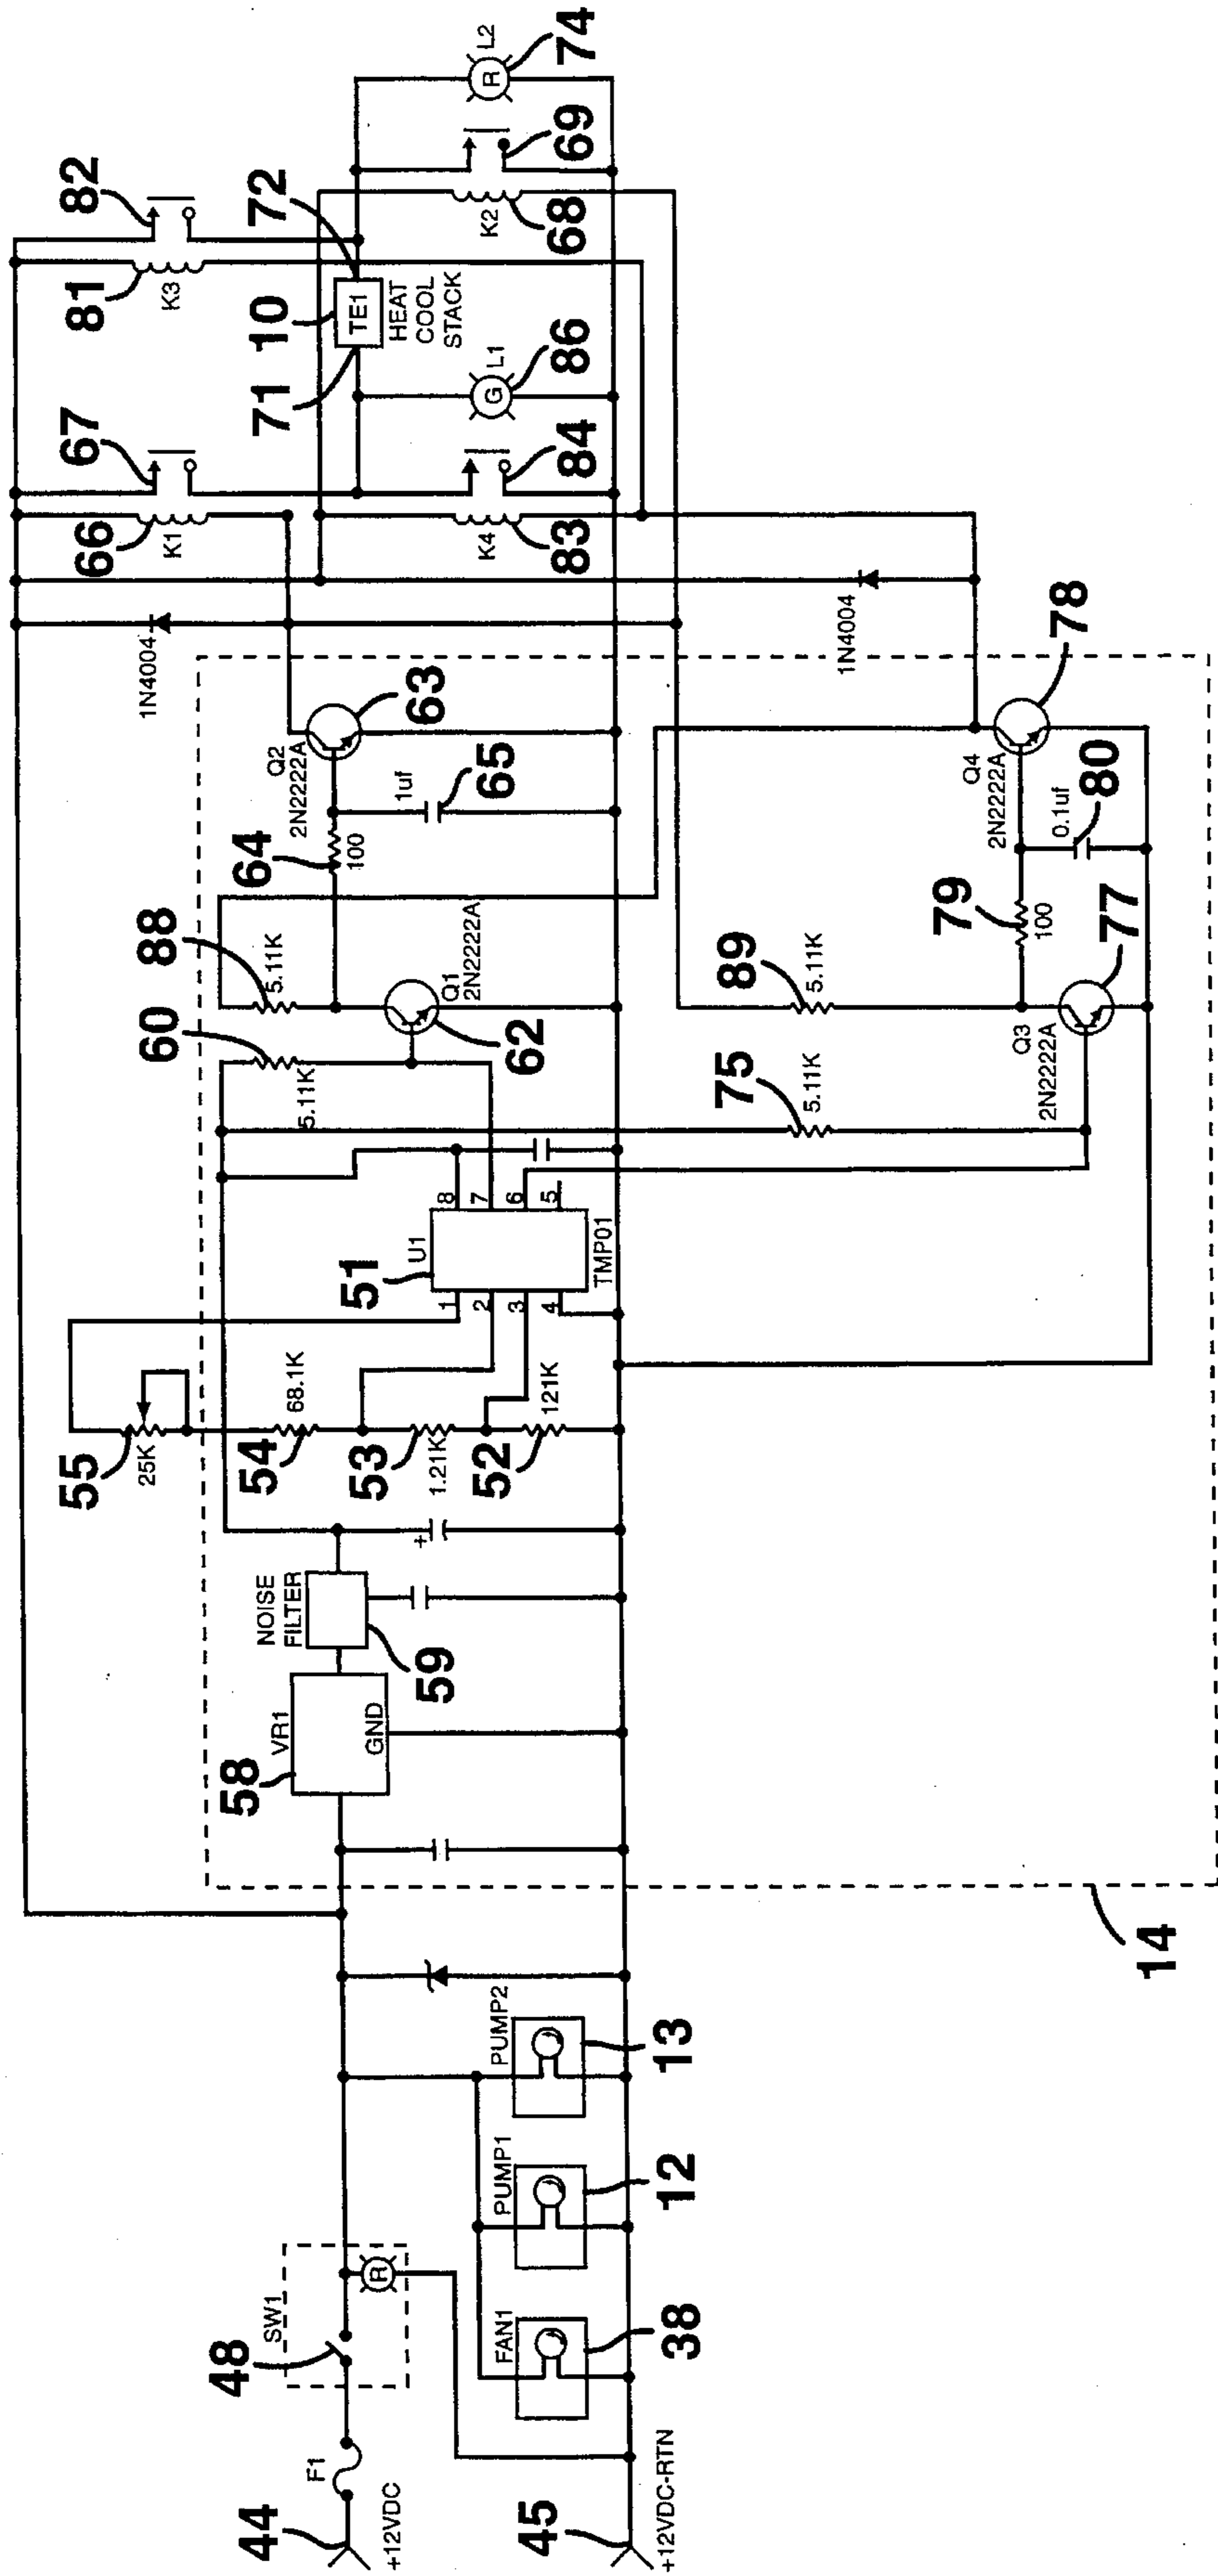 44
+12VDC
F1
48
SW1
R
45
+12VDC-RTN
FAN1
38
PUMP1
12
PUMP2
13
14
58
VR1
GND
NOISE
FILTER
59
+
55
25K
54
68.1K
53
1.21K
52
121K
51
U1
1
2
3
4
8
7
6
5
TMP01
60
5.11K
88
5.11K
62
Q1
2N2222A
64
100
Q2
2N2222A
63
1uf
65
75
5.11K
89
5.11K
Q3
2N2222A
77
79
100
Q4
2N2222A
78
0.1uf
80
1N4004
1N4004
66
K1
67
K4
83
84
71
10
TE1
72
HEAT
COOL
STACK
G
L1
86
81
K3
82
K2
68
69
R
L2
74